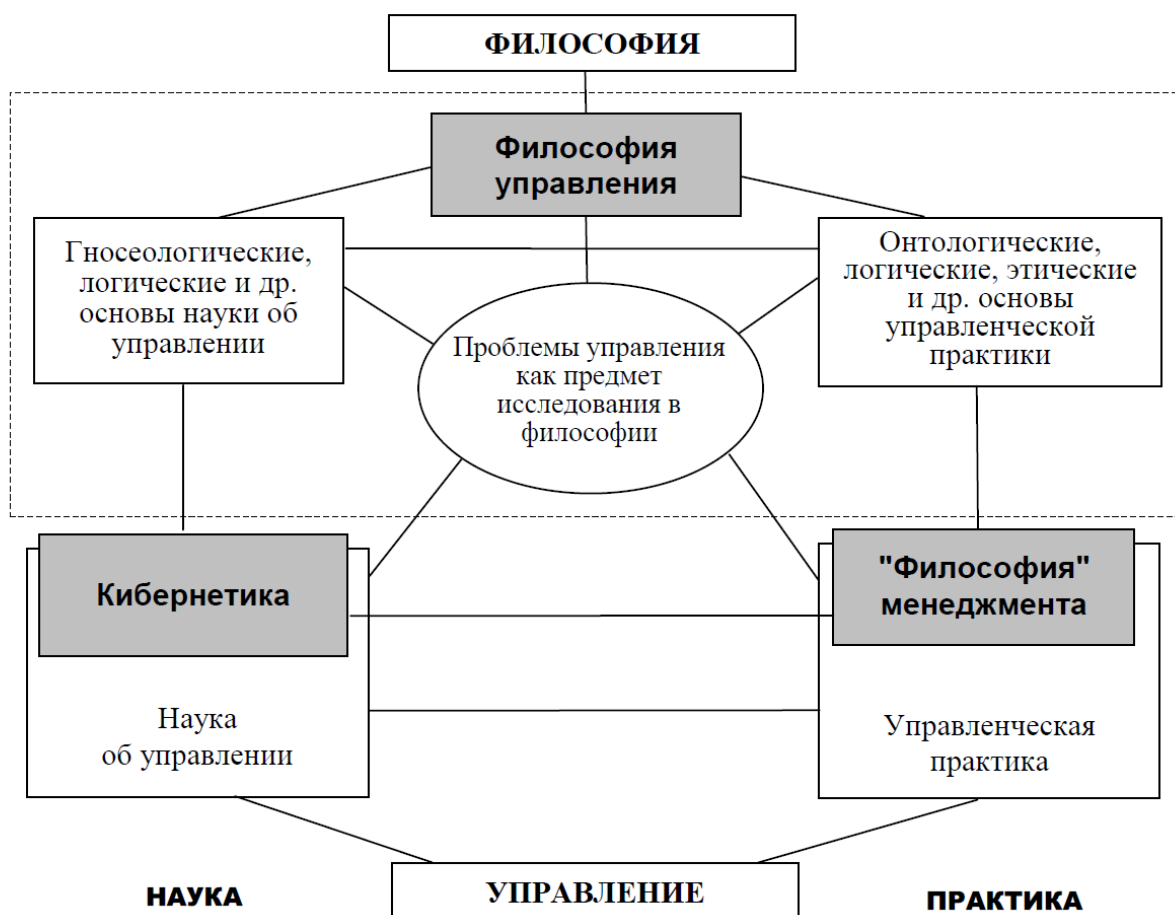 ФИЛОСОФИЯ
Философия
управления
Гносеологические,
логические и др.
основы науки об
управлении
Онтологические,
логические, этические
и др. основы
управленческой
практики
Проблемы управления
как предмет
исследования в
философии
Кибернетика
"Философия"
менеджмента
Наука
об управлении
Управленческая
практика
НАУКА
УПРАВЛЕНИЕ
ПРАКТИКА